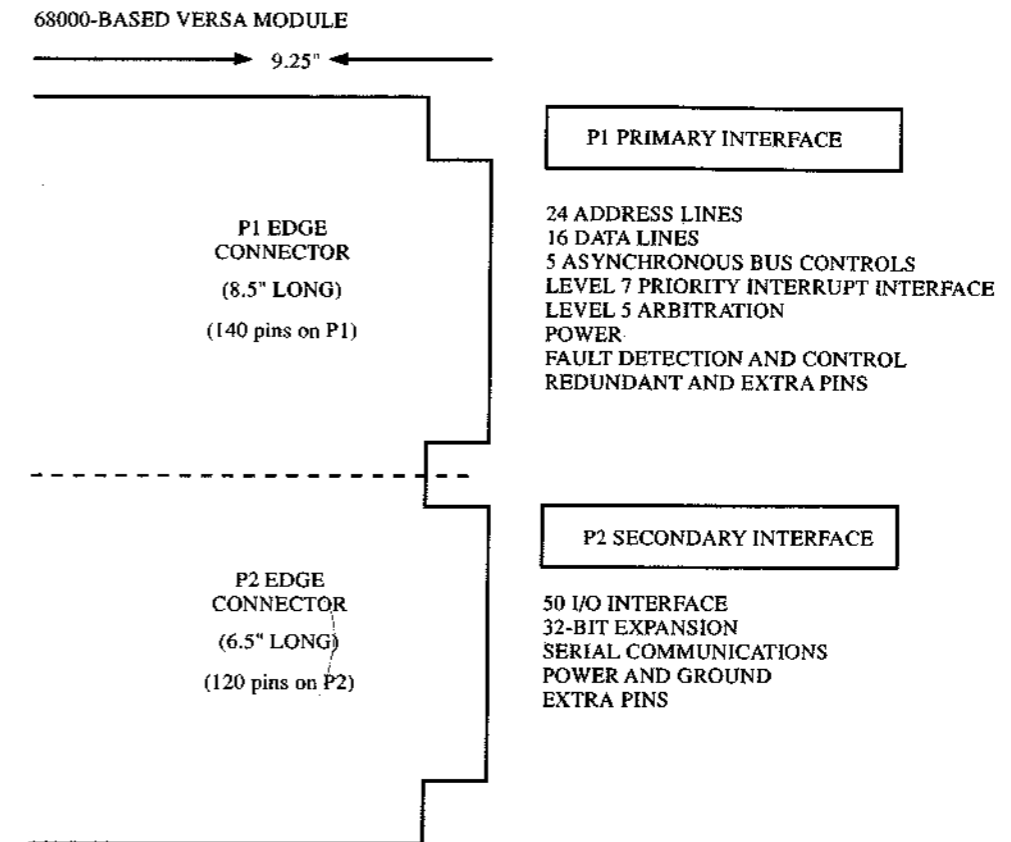 68000-BASED VERSA MODULE
9.25"
P1 PRIMARY INTERFACE
P1 EDGE
CONNECTOR
(8.5" LONG)
(140 pins on P1)
24 ADDRESS LINES
16 DATA LINES
5 ASYNCHRONOUS BUS CONTROLS
LEVEL 7 PRIORITY INTERRUPT INTERFACE
LEVEL 5 ARBITRATION
POWER
FAULT DETECTION AND CONTROL
REDUNDANT AND EXTRA PINS
P2 SECONDARY INTERFACE
P2 EDGE
CONNECTOR
(6.5" LONG)
(120 pins on P2)
50 I/O INTERFACE
32-BIT EXPANSION
SERIAL COMMUNICATIONS
POWER AND GROUND
EXTRA PINS